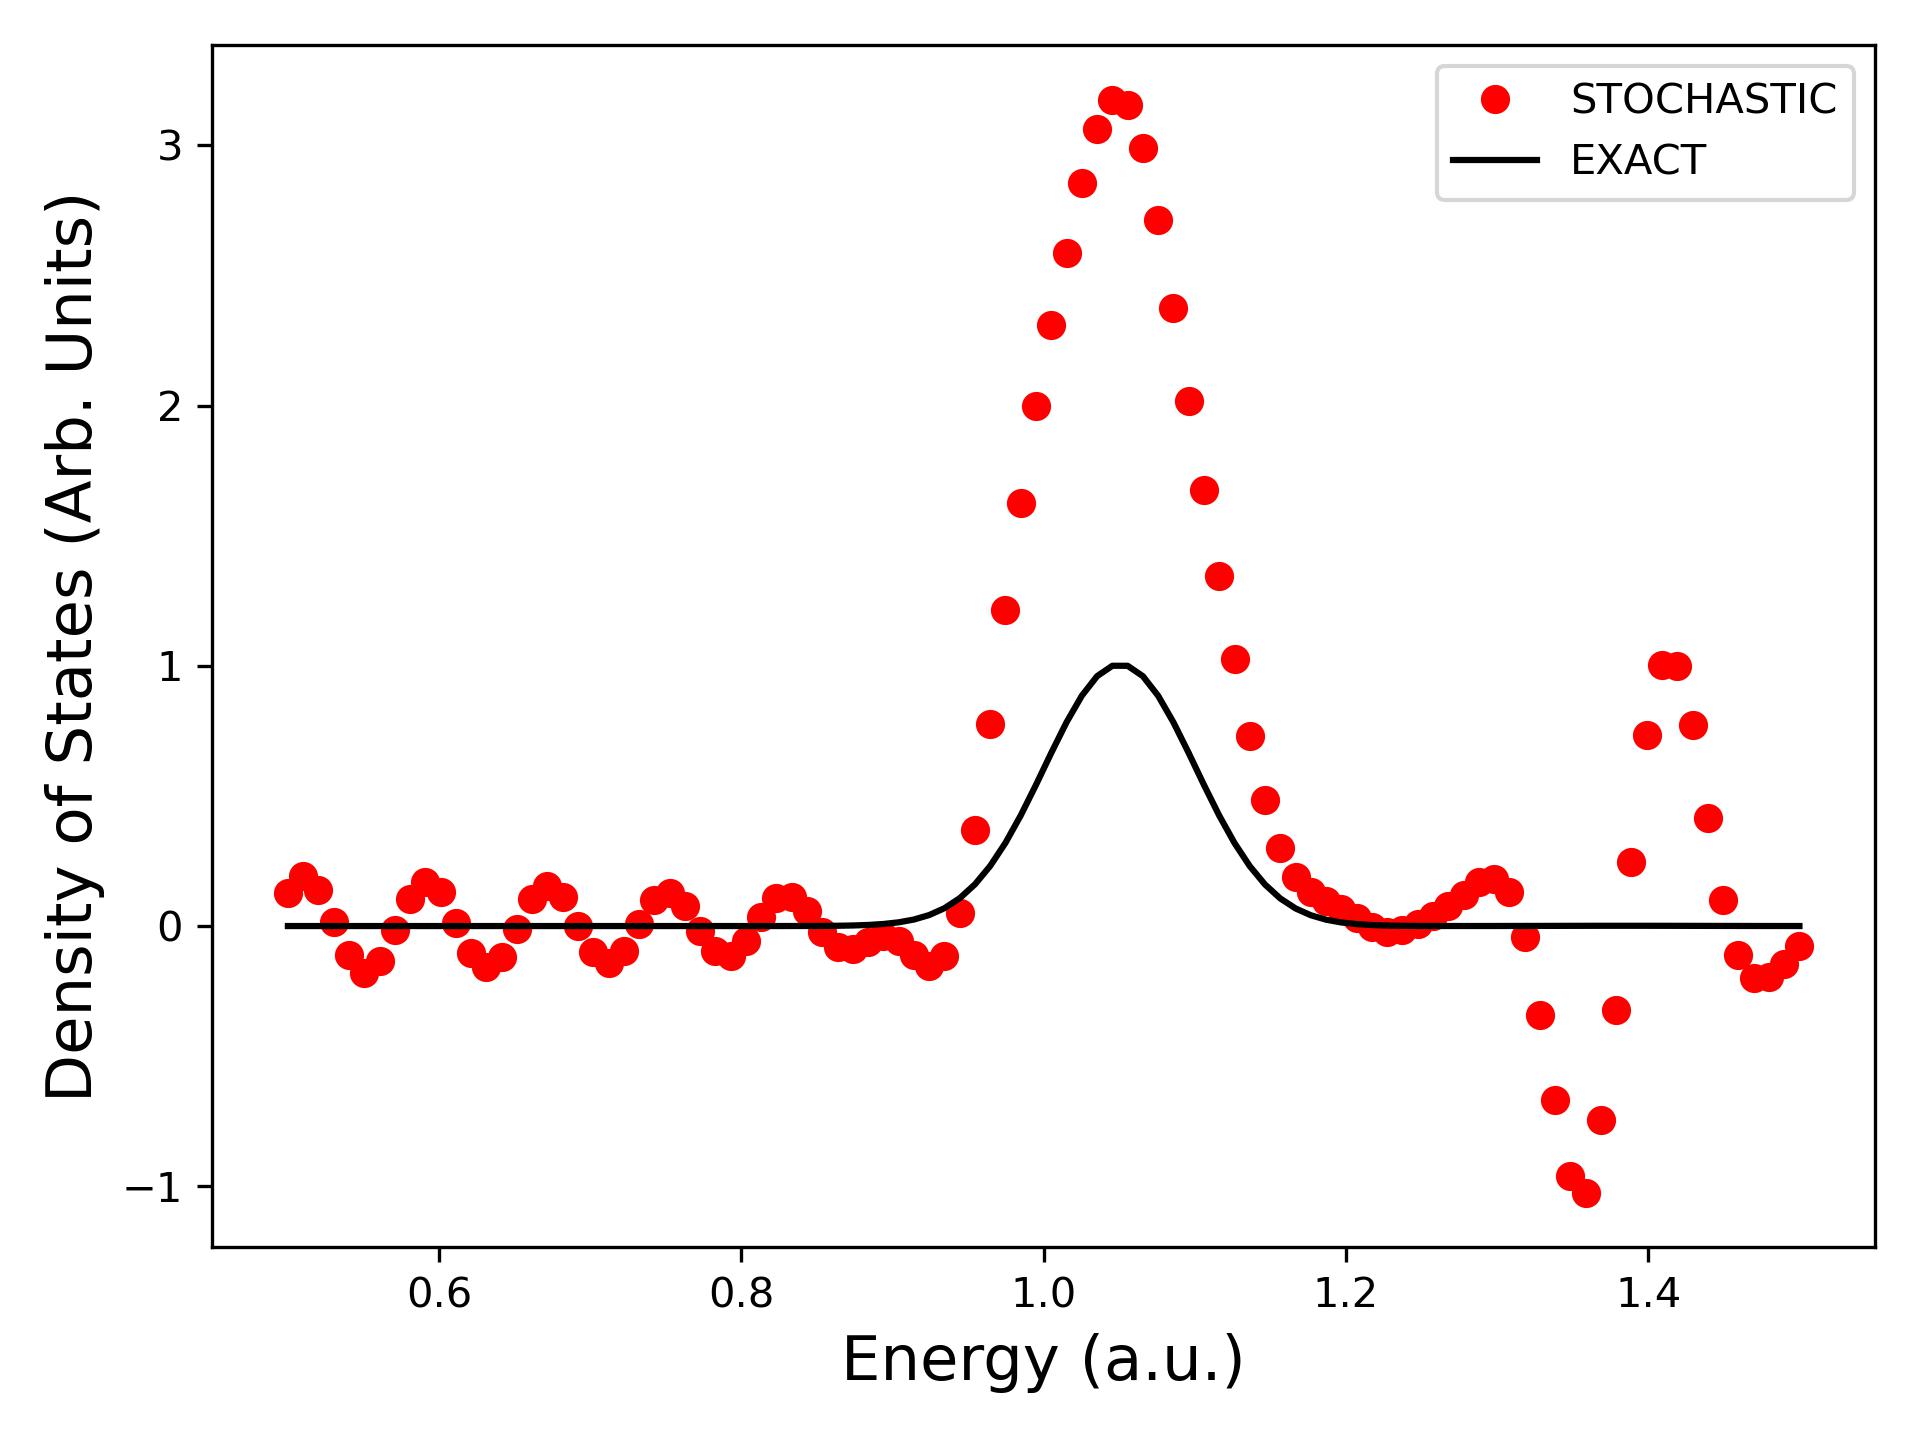 STOCHASTIC
EXACT
Density of States (Arb. Units)
3
2
1
0
−1
0.6 0.8 1.0 1.2 1.4
Energy (a.u.)